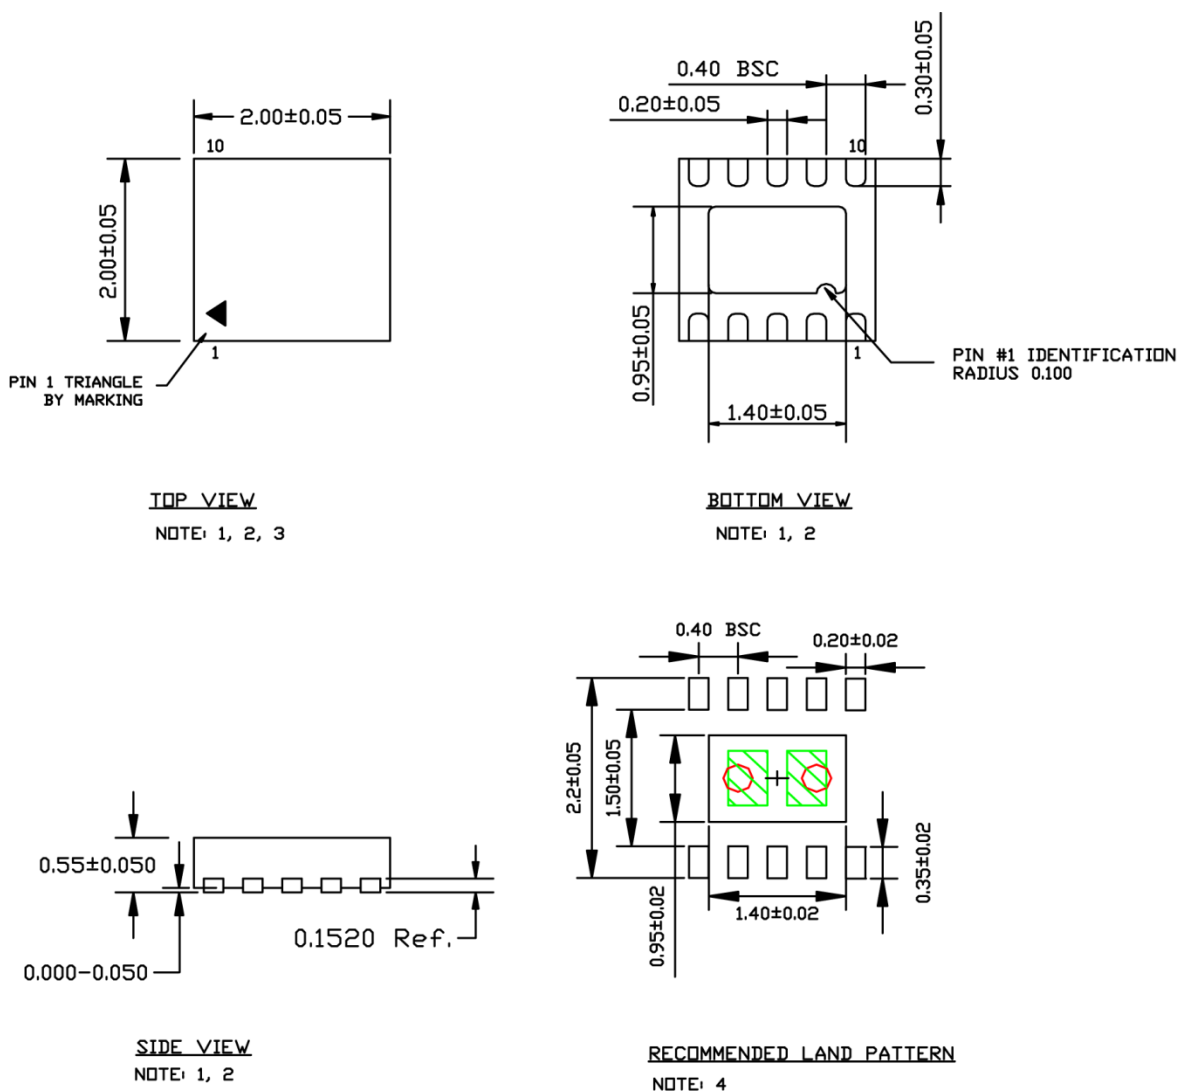 2.00±0.05
10
2.00±0.05
1
PIN 1 TRIANGLE
BY MARKING
TOP VIEW
NOTE: 1, 2, 3
0.40 BSC
0.30±0.05
0.20±0.05
10
0.95±0.05
1
PIN #1 IDENTIFICATION
RADIUS 0.100
1.40±0.05
BOTTOM VIEW
NOTE: 1, 2
0.55±0.050
0.1520 Ref.
0.000-0.050
SIDE VIEW
NOTE: 1, 2
0.40 BSC
0.20±0.02
2.2±0.05
1.50±0.05
0.35±0.02
0.95±0.02
1.40±0.02
RECOMMENDED LAND PATTERN
NOTE: 4